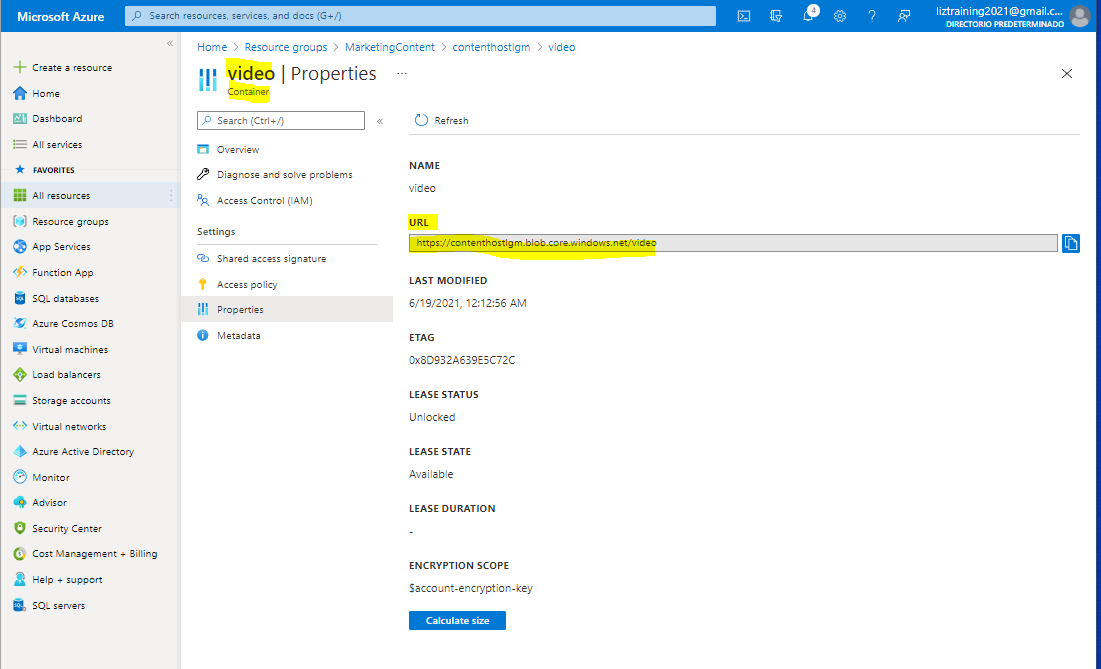 Microsoft Azure
Search resources, services, and docs (G+/)
4
liztraining2021@gmail.c...
DIRECTORIO PREDETERMINADO
«
Create a resource
Home
Dashboard
All services
FAVORITES
All resources
Resource groups
App Services
Function App
SQL databases
Azure Cosmos DB
Virtual machines
Load balancers
Storage accounts
Virtual networks
Azure Active Directory
Monitor
Advisor
Security Center
Cost Management + Billing
Help + support
SQL servers
Home > Resource groups > MarketingContent > contenthostlgm > video
video | Properties ...
Container
Search (Ctrl+/)
«
Overview
Diagnose and solve problems
Access Control (IAM)
Settings
Shared access signature
Access policy
Properties
Metadata
Refresh
NAME
video
URL
https://contenthostlgm.blob.core.windows.net/video
LAST MODIFIED
6/19/2021, 12:12:56 AM
ETAG
0x8D932A639E5C72C
LEASE STATUS
Unlocked
LEASE STATE
Available
LEASE DURATION
-
ENCRYPTION SCOPE
$account-encryption-key
Calculate size